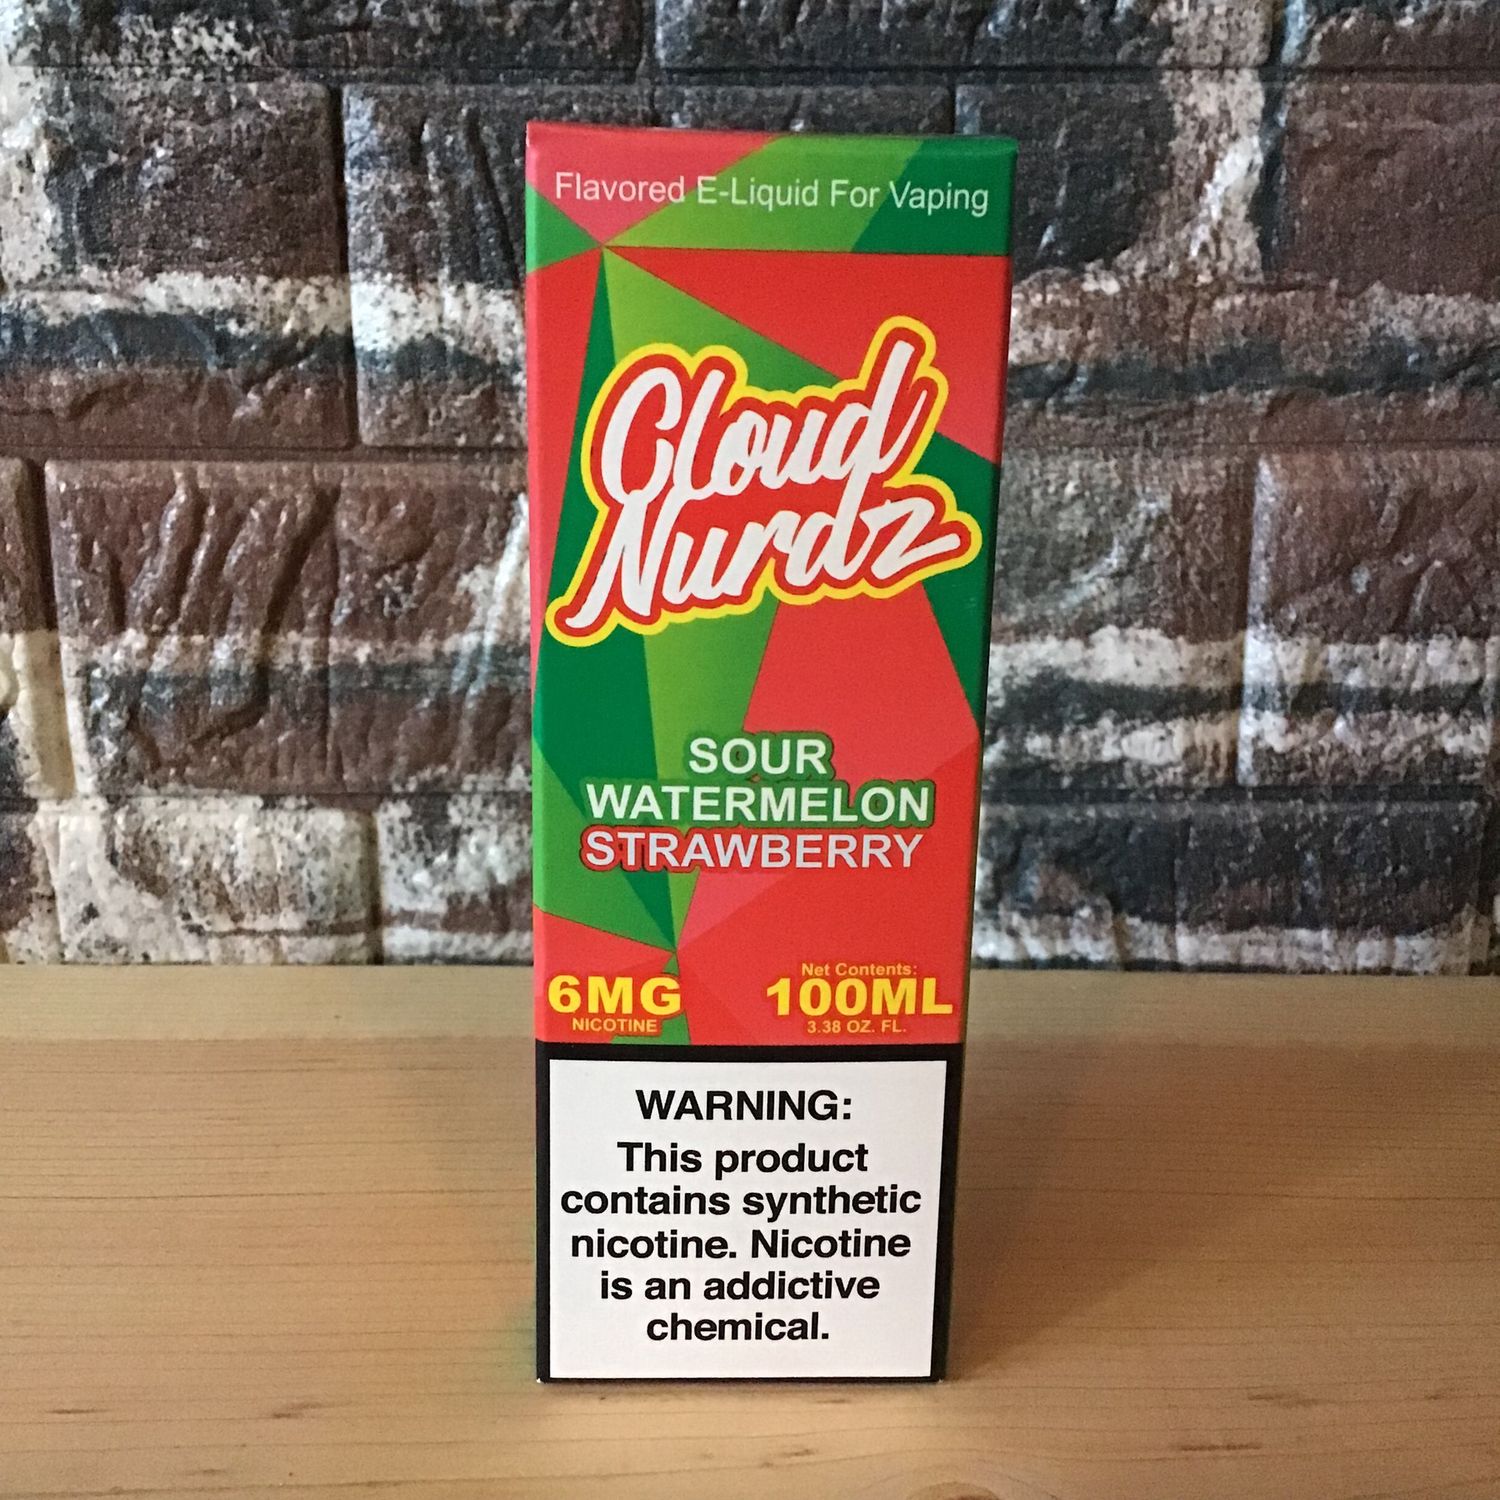 Flavored E-Liquid For Vaping
Cloud
Nurdz
SOUR
WATERMELON
STRAWBERRY
6MG
NICOTINE
Net Contents:
100ML
3.38 OZ. FL.
WARNING:
This product
contains synthetic
nicotine. Nicotine
is an addictive
chemical.